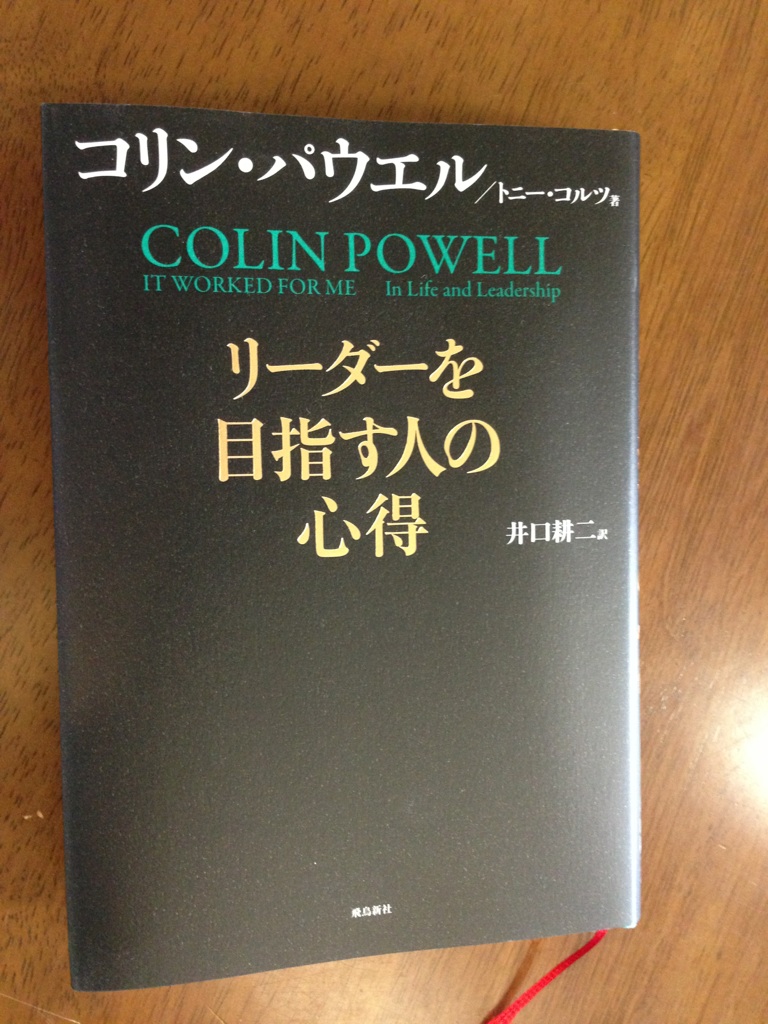 コリン・パウエル/トニー・コルツ著
COLIN POWELL
IT WORKED FOR ME In Life and Leadership
リーダーを
目指す人の
心得
井口耕二訳
飛鳥新社